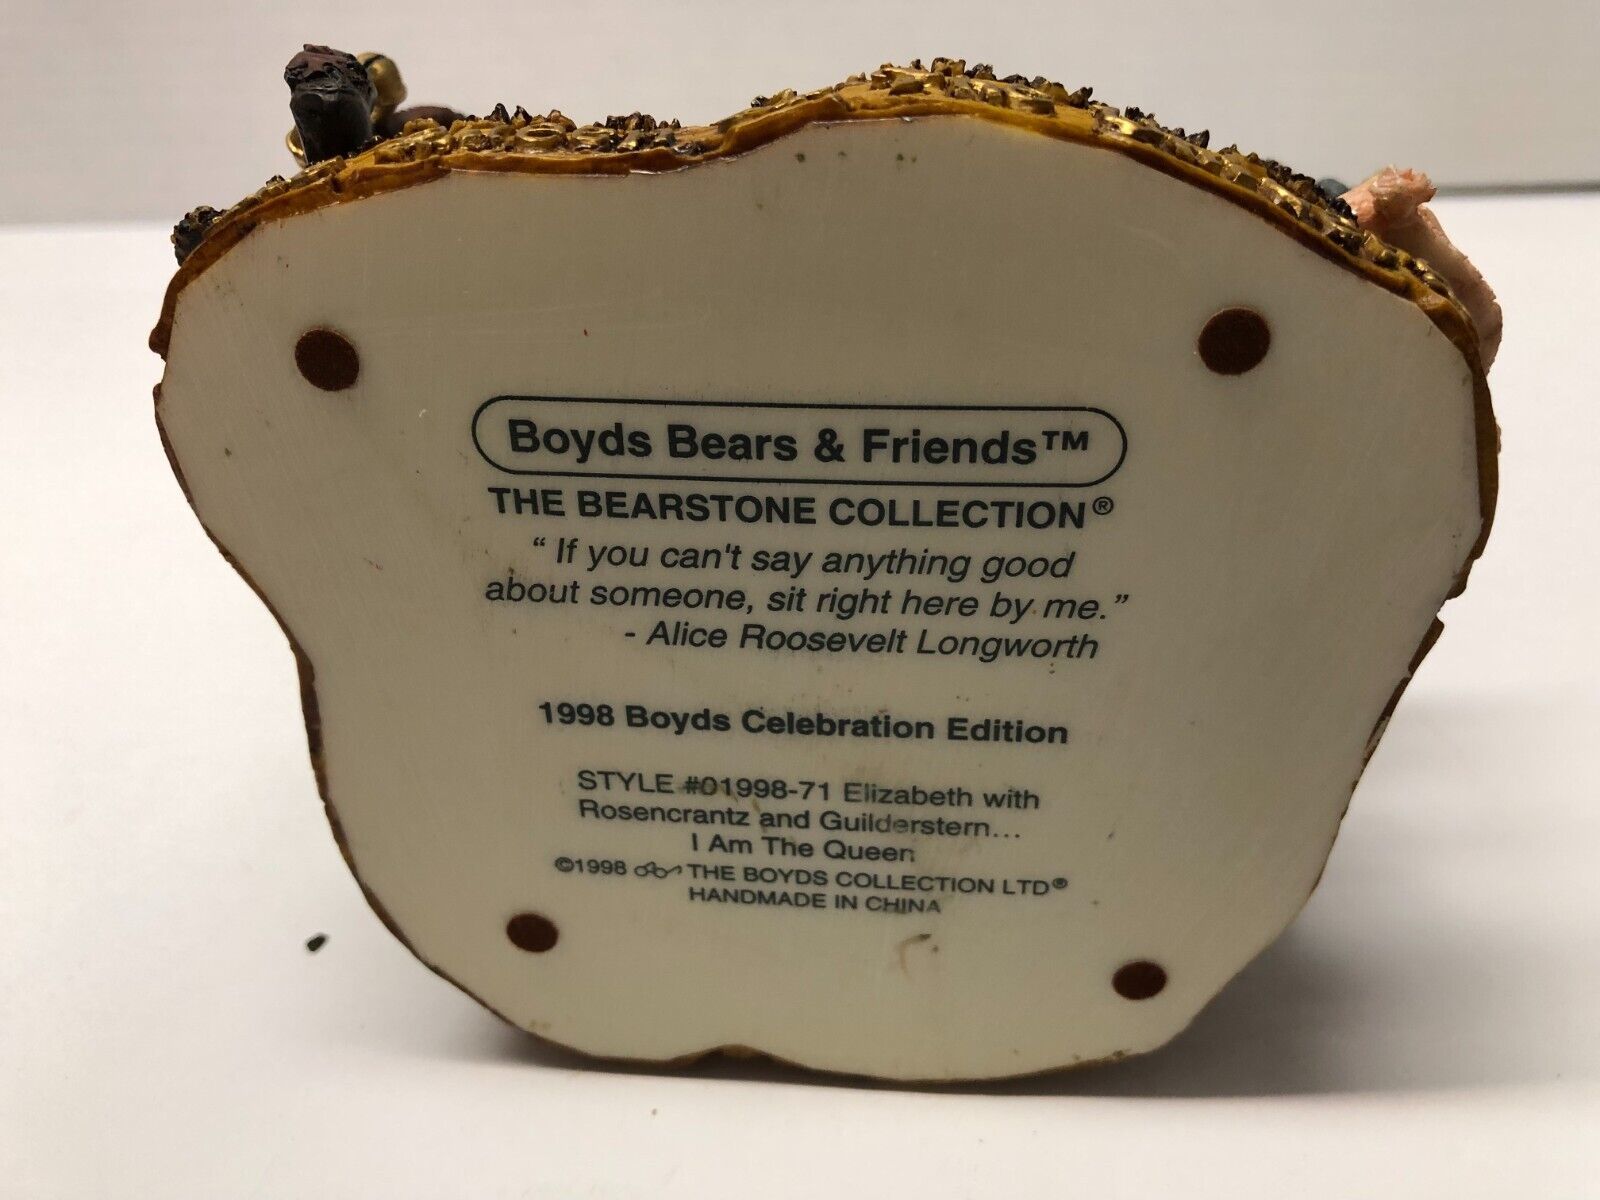 Boyds Bears & Friends™
THE BEARSTONE COLLECTION®
“ If you can't say anything good
about someone, sit right here by me.”
- Alice Roosevelt Longworth
1998 Boyds Celebration Edition
STYLE #01998-71 Elizabeth with
Rosencrantz and Guilderstern...
I Am The Queen
©1998 THE BOYDS COLLECTION LTD®
HANDMADE IN CHINA